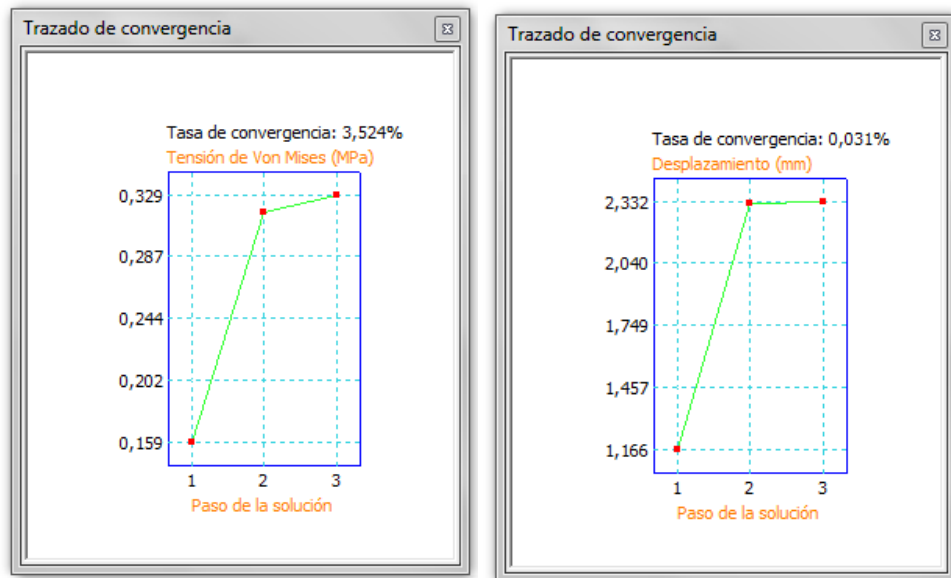 Trazado de convergencia
Tasa de convergencia: 3,524%
Tensión de Von Mises (MPa)
0,329
0,287
0,244
0,202
0,159
1 2 3
Paso de la solución
Trazado de convergencia
Tasa de convergencia: 0,031%
Desplazamiento (mm)
2,332
2,040
1,749
1,457
1,166
1 2 3
Paso de la solución